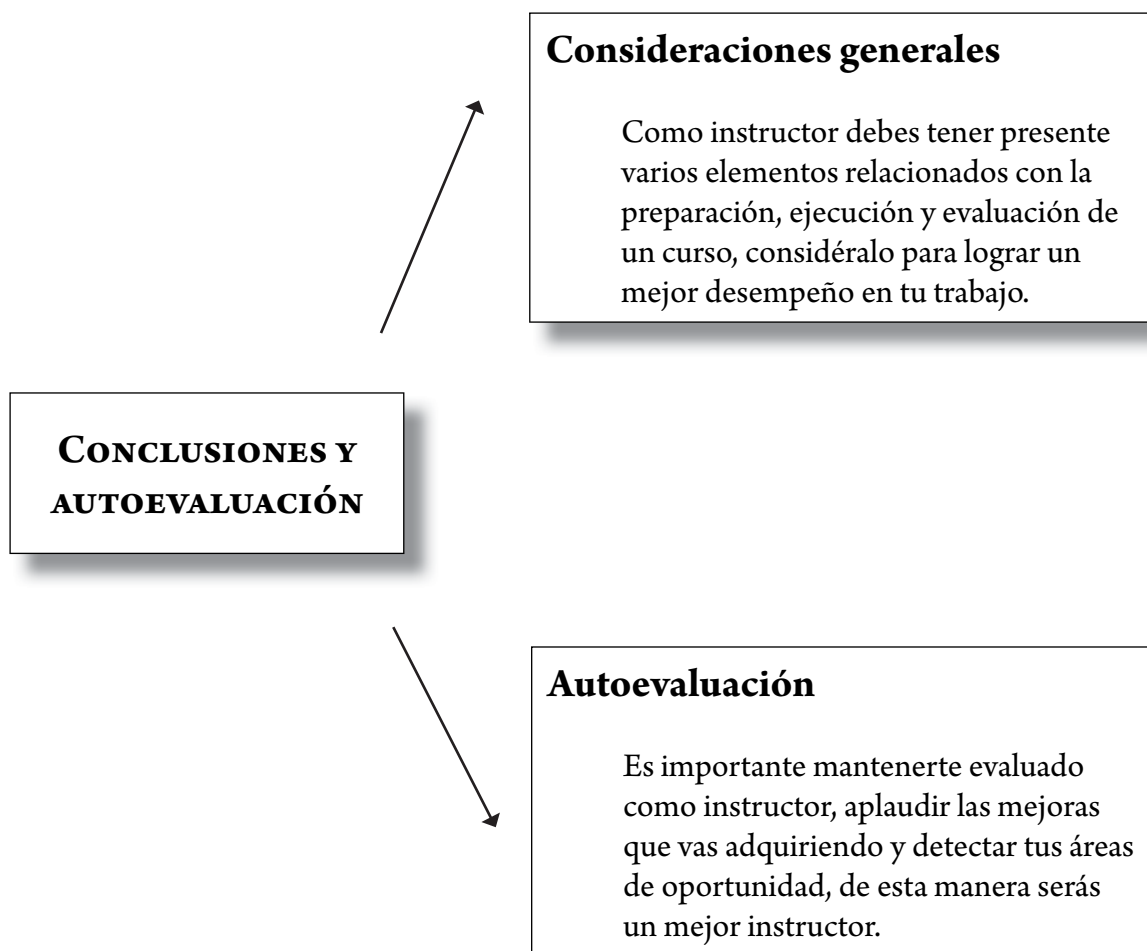 Consideraciones generales
Como instructor debes tener presente
varios elementos relacionados con la
preparación, ejecución y evaluación de
un curso, considéralo para lograr un
mejor desempeño en tu trabajo.
CONCLUSIONES Y
AUTOEVALUACIÓN
Autoevaluación
Es importante mantenerte evaluado
como instructor, aplaudir las mejoras
que vas adquiriendo y detectar tus áreas
de oportunidad, de esta manera serás
un mejor instructor.